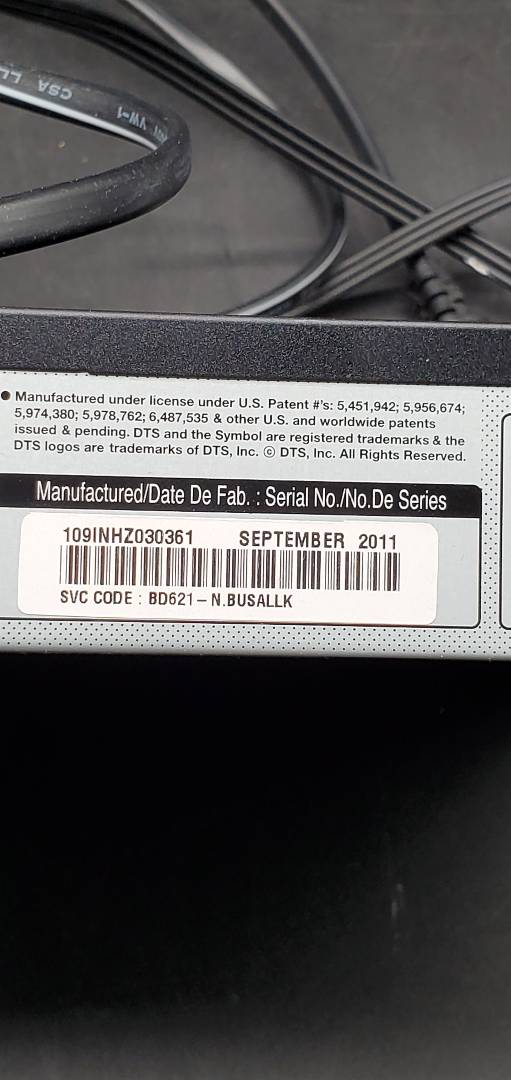 CSA LL
VW-1
● Manufactured under license under U.S. Patent #'s: 5,451,942; 5,956,674;
5,974,380; 5,978,762; 6,487,535 & other U.S. and worldwide patents
issued & pending. DTS and the Symbol are registered trademarks & the
DTS logos are trademarks of DTS, Inc. © DTS, Inc. All Rights Reserved.
Manufactured/Date De Fab. : Serial No./No.De Series
109INHZ030361 SEPTEMBER 2011
SVC CODE : BD621-N.BUSALLK